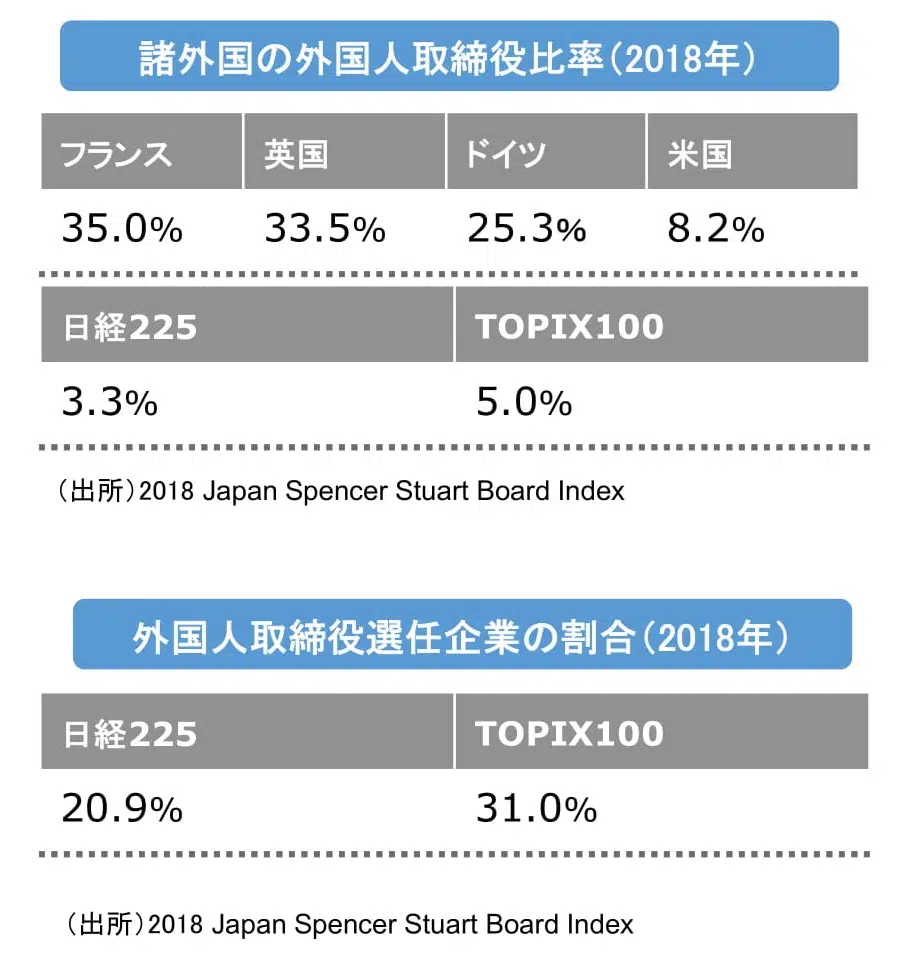 諸外国の外国人取締役比率（2018年）
フランス 英国 ドイツ 米国
35.0% 33.5% 25.3% 8.2%
日経225 TOPIX100
3.3% 5.0%
（出所）2018 Japan Spencer Stuart Board Index
外国人取締役選任企業の割合（2018年）
日経225 TOPIX100
20.9% 31.0%
（出所）2018 Japan Spencer Stuart Board Index